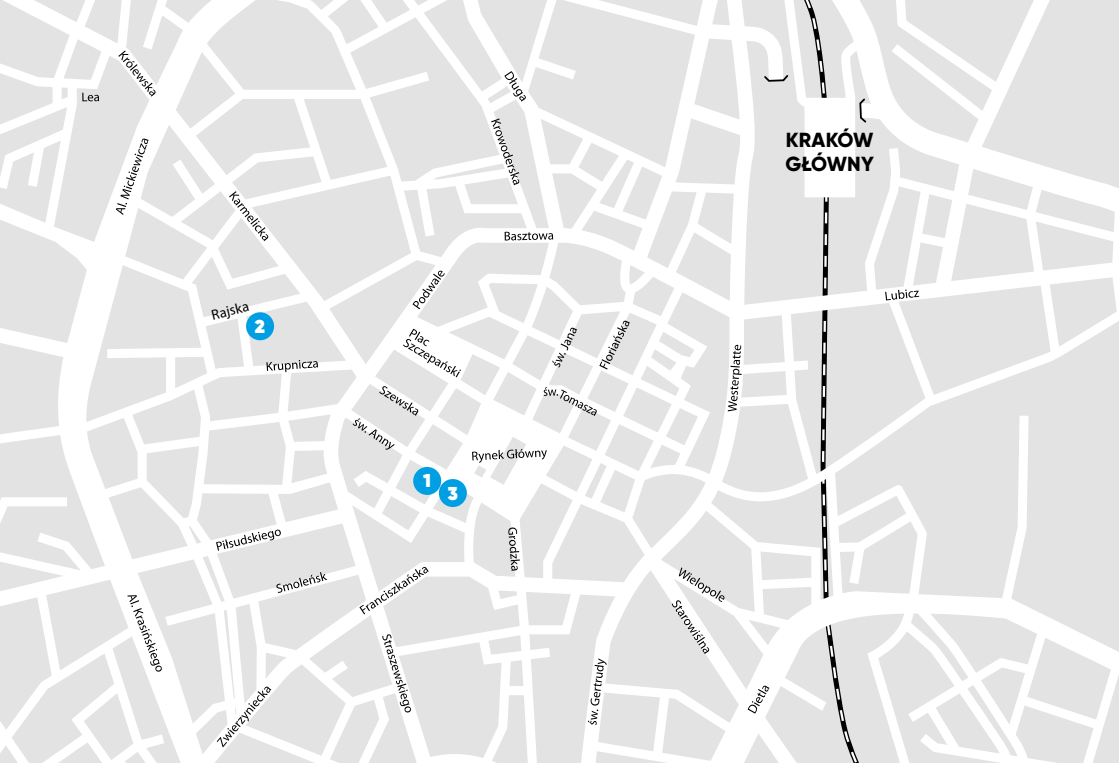 Królewska
Lea
Al. Mickiewicza
Długa
Krowoderska
KRAKÓW
GŁÓWNY
Karmelicka
Basztowa
Podwale
Lubicz
Rajska
2
Plac
Szczepański
św. Jana
Floriańska
Westerplatte
Krupnicza
Szewska
św.Tomasza
św. Anny
Rynek Główny
1
3
Grodzka
Piłsudskiego
Smoleńsk
Franciszkańska
Wielopole
Starowiślna
Al. Krasińskiego
Straszewskiego
św. Gertrudy
Dietla
Zwierzyniecka